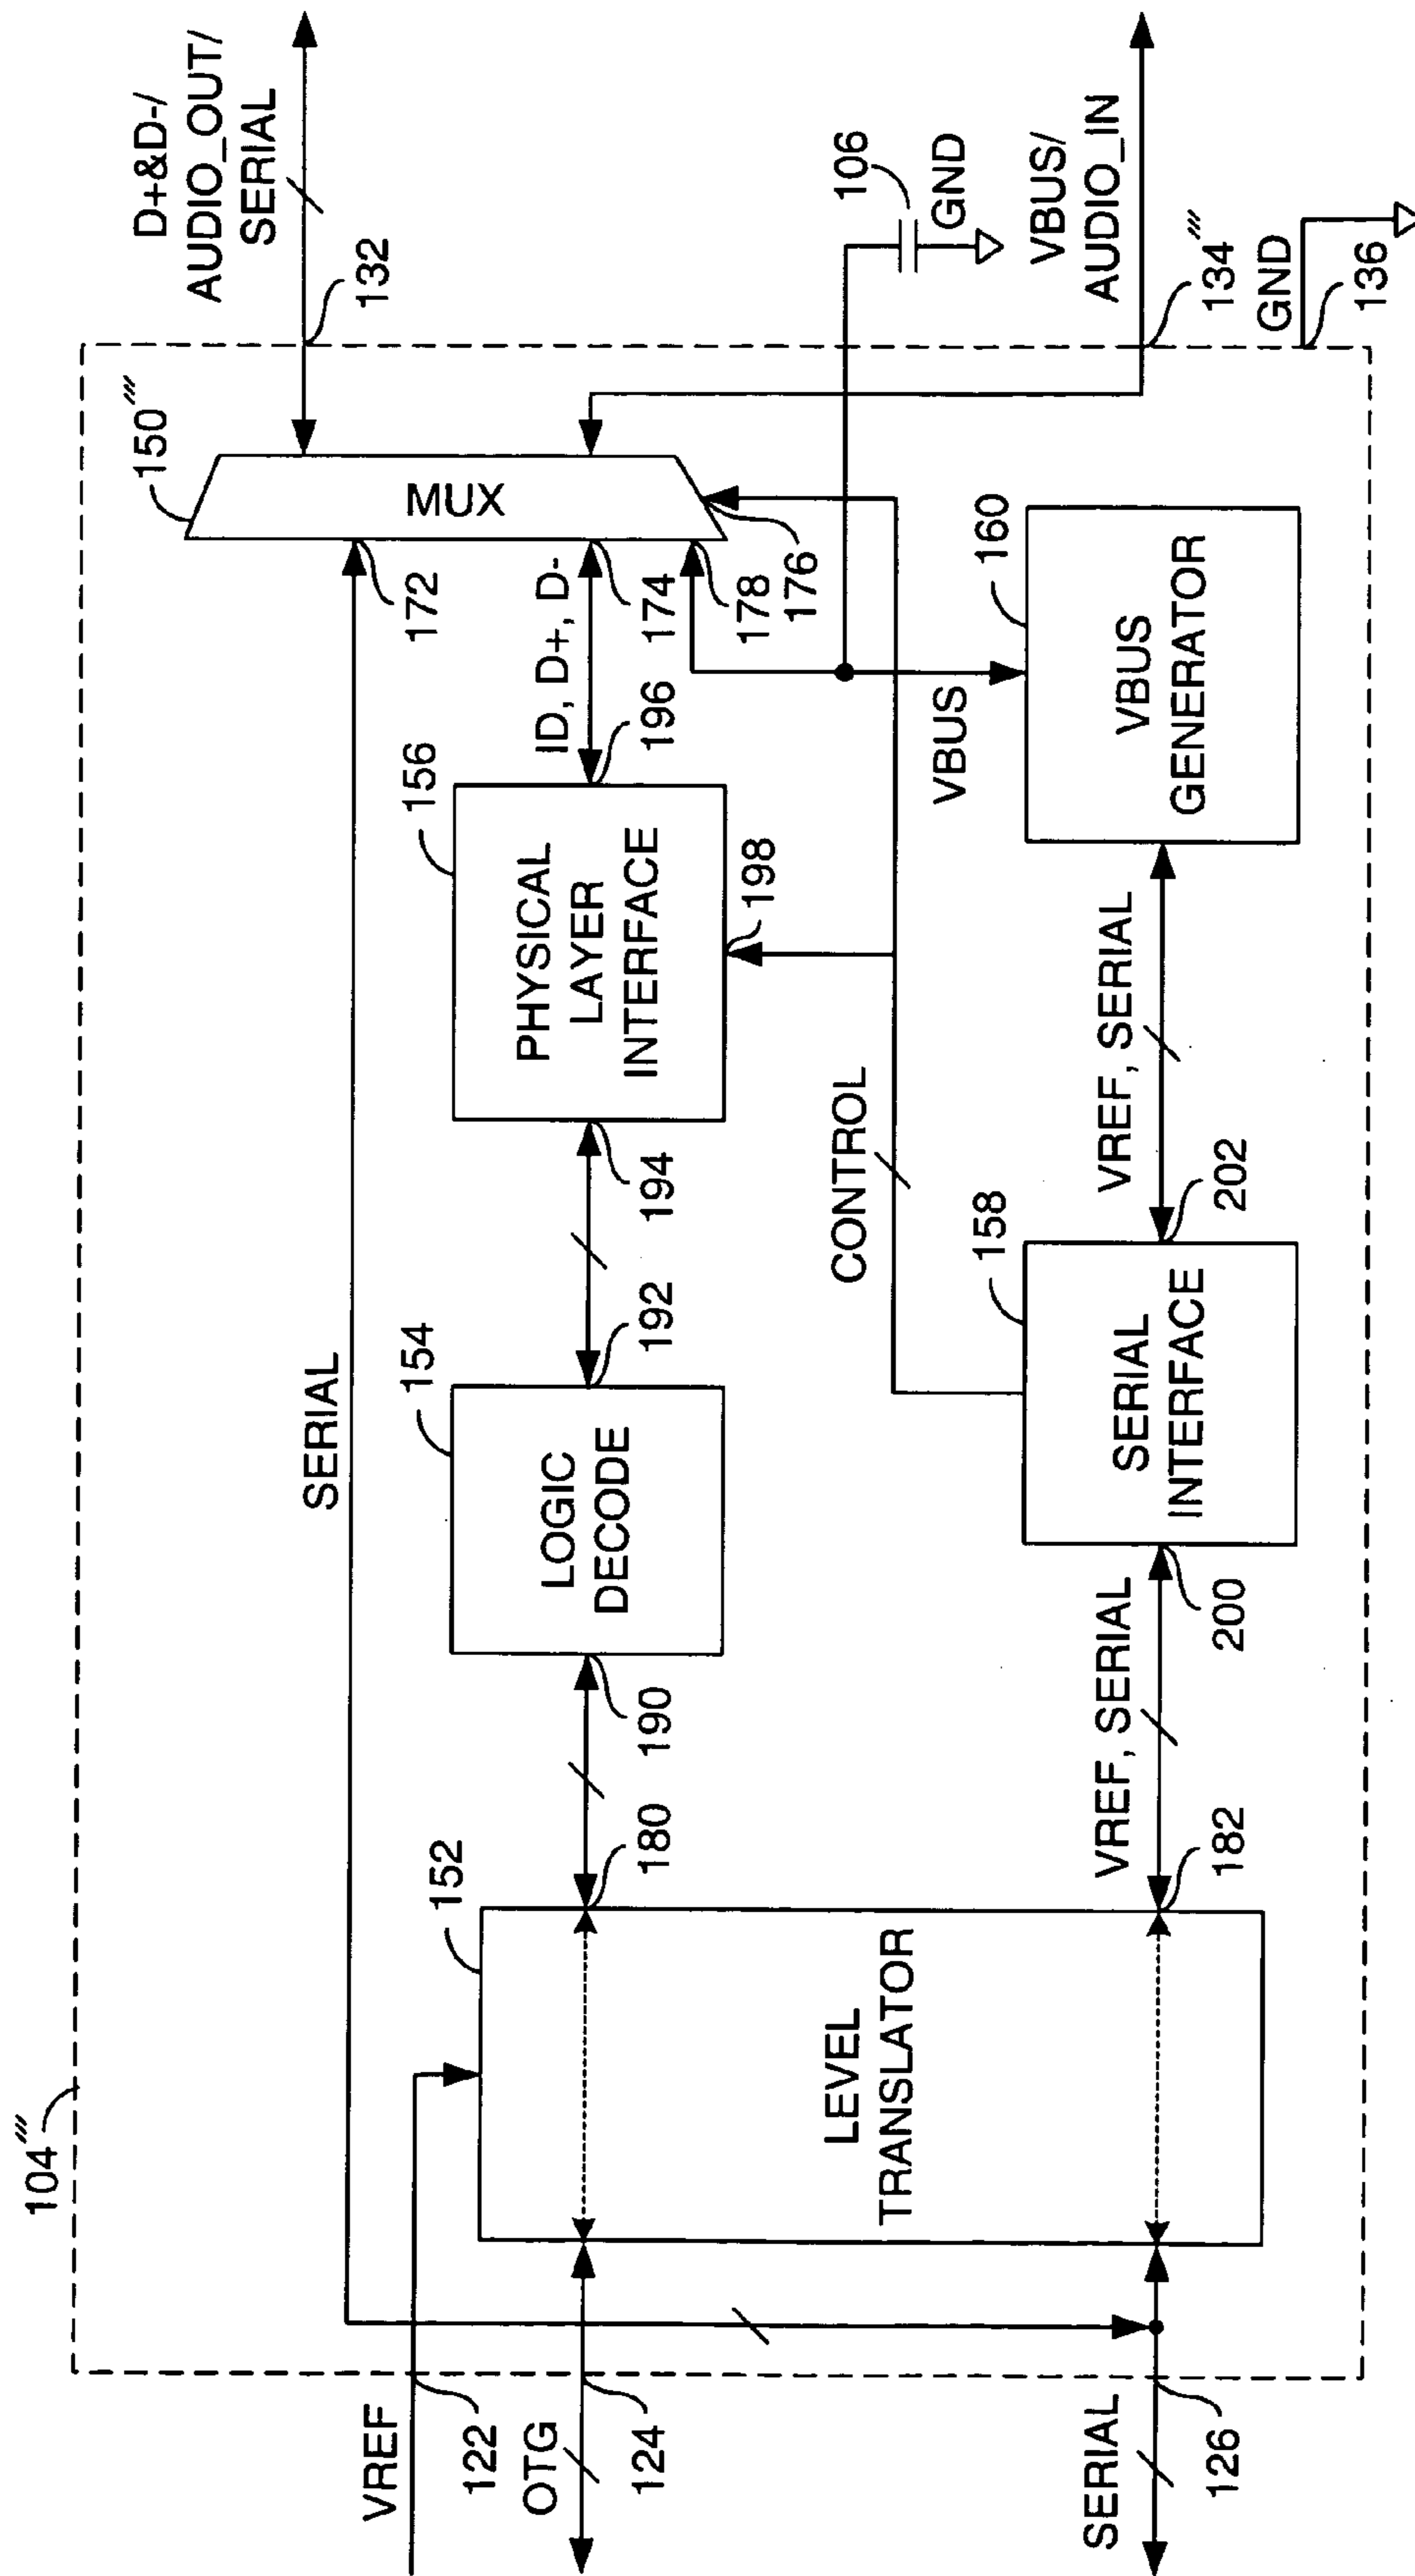 104'''
VREF
122
OTG
124
SERIAL
126
SERIAL
152
LEVEL
TRANSLATOR
180
182
190
154
LOGIC
DECODE
192
194
156
PHYSICAL
LAYER
INTERFACE
196
198
ID, D+, D-
VREF, SERIAL
200
158
SERIAL
INTERFACE
202
CONTROL
VREF, SERIAL
160
VBUS
GENERATOR
VBUS
150'''
MUX
172
174
178
176
D+&D-/
AUDIO_OUT/
SERIAL
132
106
GND
VBUS/
AUDIO_IN
134'''
GND
136